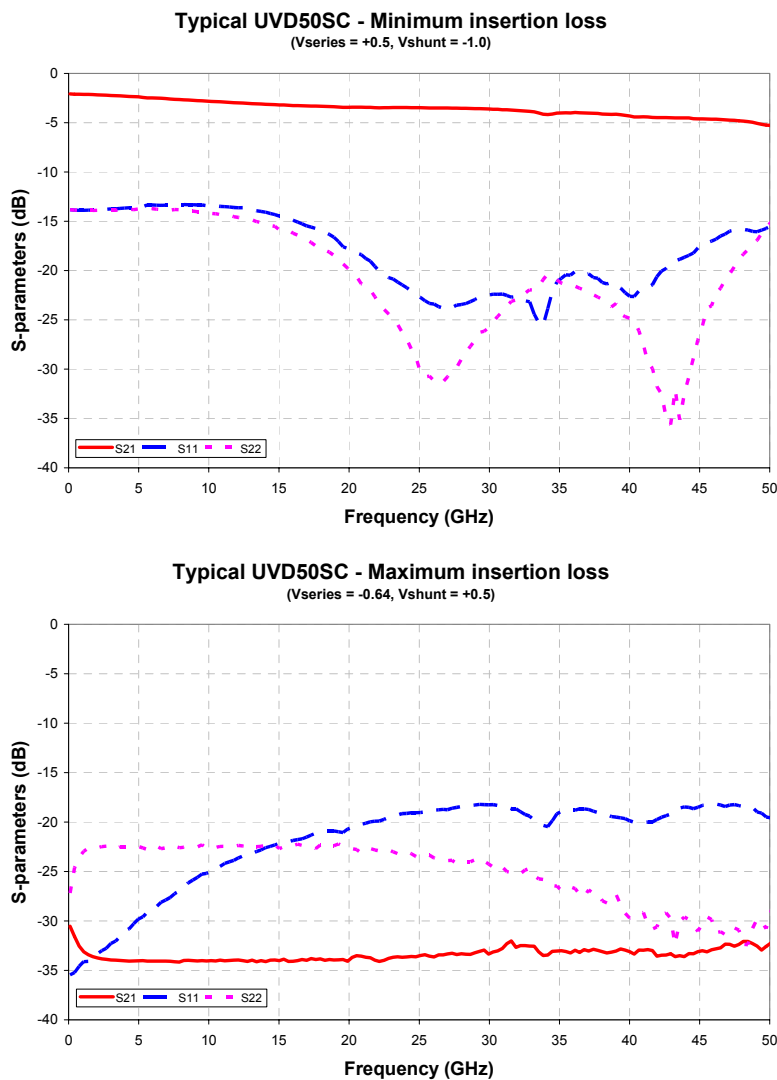 Typical UVD50SC - Minimum insertion loss
(Vseries = +0.5, Vshunt = -1.0)
0
-5
-10
-15
-20
-25
-30
-35
-40
S-parameters (dB)
S21 S11 S22
0 5 10 15 20 25 30 35 40 45 50
Frequency (GHz)
Typical UVD50SC - Maximum insertion loss
(Vseries = -0.64, Vshunt = +0.5)
0
-5
-10
-15
-20
-25
-30
-35
-40
S-parameters (dB)
S21 S11 S22
0 5 10 15 20 25 30 35 40 45 50
Frequency (GHz)